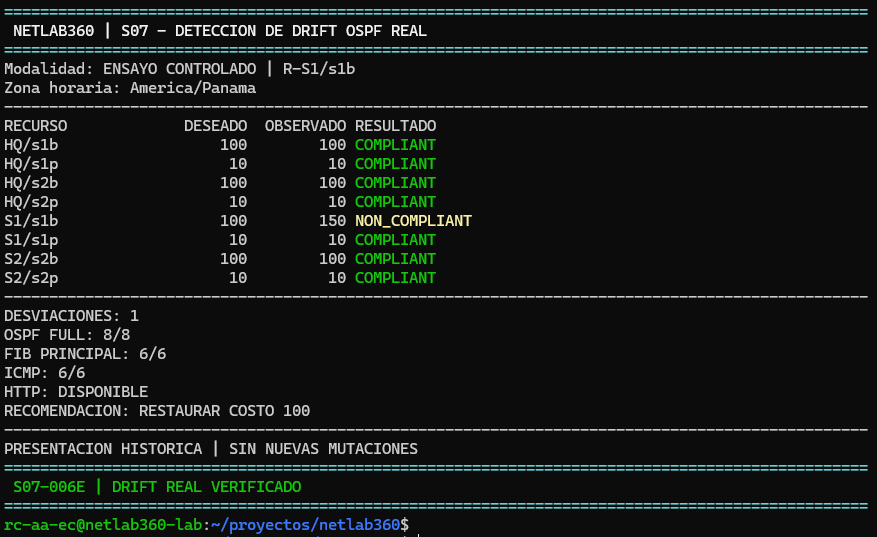 ================================================================================================
NETLAB360 | S07 - DETECCION DE DRIFT OSPF REAL
================================================================================================
Modalidad: ENSAYO CONTROLADO | R-S1/s1b
Zona horaria: America/Panama
------------------------------------------------------------------------------------------------
RECURSO             DESEADO  OBSERVADO RESULTADO
HQ/s1b                  100        100 COMPLIANT
HQ/s1p                   10         10 COMPLIANT
HQ/s2b                  100        100 COMPLIANT
HQ/s2p                   10         10 COMPLIANT
S1/s1b                  100        150 NON_COMPLIANT
S1/s1p                   10         10 COMPLIANT
S2/s2b                  100        100 COMPLIANT
S2/s2p                   10         10 COMPLIANT
------------------------------------------------------------------------------------------------
DESVIACIONES: 1
OSPF FULL: 8/8
FIB PRINCIPAL: 6/6
ICMP: 6/6
HTTP: DISPONIBLE
RECOMENDACION: RESTAURAR COSTO 100
------------------------------------------------------------------------------------------------
PRESENTACION HISTORICA | SIN NUEVAS MUTACIONES
================================================================================================
S07-006E | DRIFT REAL VERIFICADO
================================================================================================
rc-aa-ec@netlab360-lab:~/proyectos/netlab360$